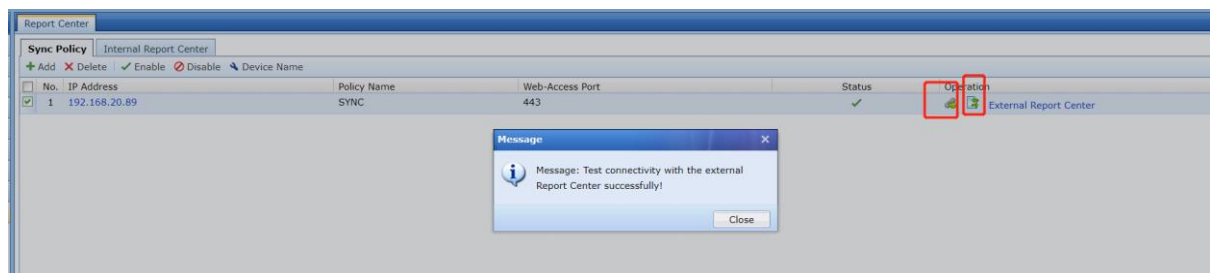 Report Center
Sync Policy Internal Report Center
Add Delete Enable Disable Device Name
No. IP Address Policy Name Web-Access Port Status Operation
1 192.168.20.89 SYNC 443 External Report Center
Message
Message: Test connectivity with the external
Report Center successfully!
Close